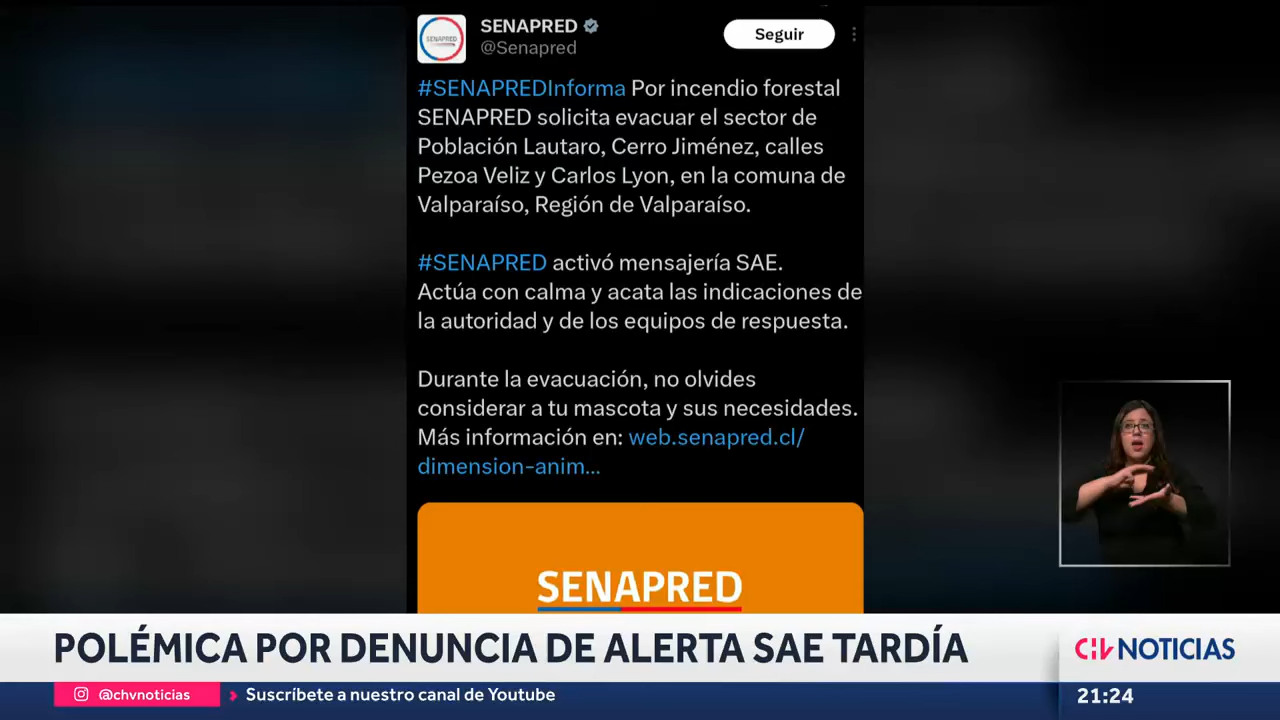 SENAPRED
SENAPRED
@Senapred
Seguir
#SENAPREDInforma Por incendio forestal
SENAPRED solicita evacuar el sector de
Población Lautaro, Cerro Jiménez, calles
Pezoa Veliz y Carlos Lyon, en la comuna de
Valparaíso, Región de Valparaíso.
#SENAPRED activó mensajería SAE.
Actúa con calma y acata las indicaciones de
la autoridad y de los equipos de respuesta.
Durante la evacuación, no olvides
considerar a tu mascota y sus necesidades.
Más información en: web.senapred.cl/
dimension-anim...
SENAPRED
POLÉMICA POR DENUNCIA DE ALERTA SAE TARDÍA
CHV NOTICIAS
@chvnoticias
Suscríbete a nuestro canal de Youtube
21:24